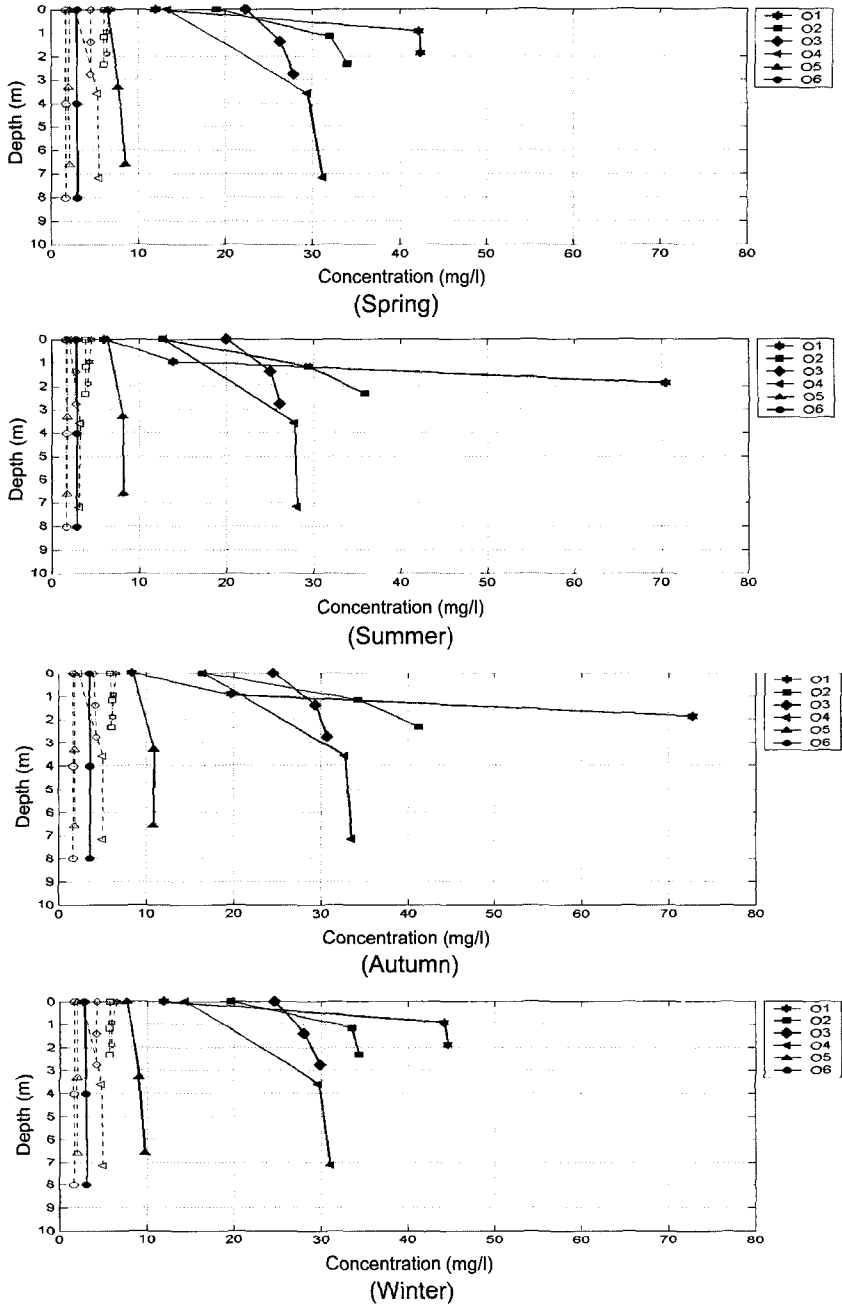 0
1
2
3
4
5
6
7
8
9
10
Depth (m)
0 10 20 30 40 50 60 70 80
Concentration (mg/l)
(Spring)
O1
O2
O3
O4
O5
O6
0
1
2
3
4
5
6
7
8
9
10
Depth (m)
0 10 20 30 40 50 60 70 80
Concentration (mg/l)
(Summer)
O1
O2
O3
O4
O5
O6
0
1
2
3
4
5
6
7
8
9
10
Depth (m)
0 10 20 30 40 50 60 70 80
Concentration (mg/l)
(Autumn)
O1
O2
O3
O4
O5
O6
0
1
2
3
4
5
6
7
8
9
10
Depth (m)
0 10 20 30 40 50 60 70 80
Concentration (mg/l)
(Winter)
O1
O2
O3
O4
O5
O6